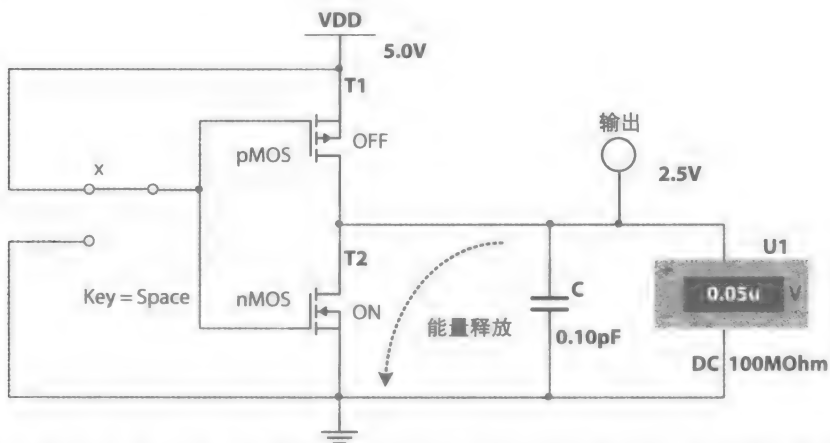 VDD
5.0V
T1
pMOS
OFF
x
输出
2.5V
T2
U1
Key = Space
nMOS
ON
能量释放
C
0.10pF
0.05u
V
DC 100MOhm